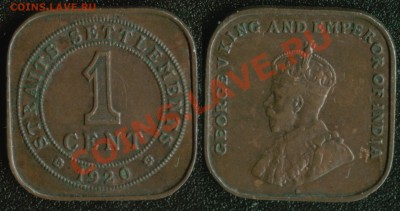 COINS.LAVE.RU
STRAITS SETTLEMENTS
1
CENT
1920
GEORGE V KING AND EMPEROR OF INDIA
COINS.LAVE.RU